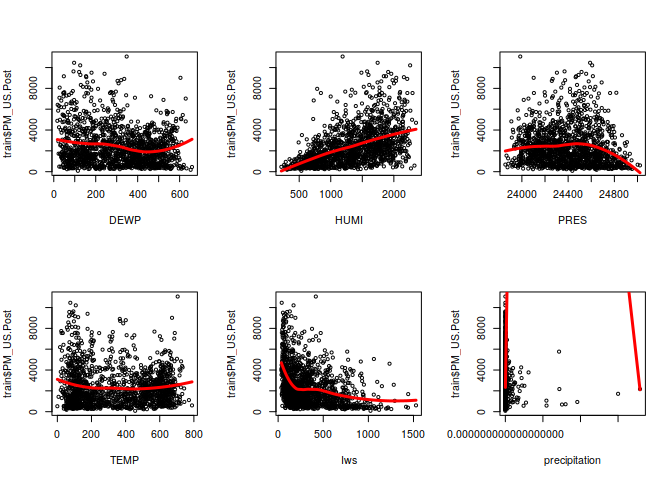 train$PM_US.Post
0 4000 8000
0 200 400 600
DEWP
train$PM_US.Post
0 4000 8000
500 1000 2000
HUMI
train$PM_US.Post
0 4000 8000
24000 24400 24800
PRES
train$PM_US.Post
0 4000 8000
0 200 400 600 800
TEMP
train$PM_US.Post
0 4000 8000
0 500 1000 1500
Iws
train$PM_US.Post
0 4000 8000
0.000000000000000000
precipitation